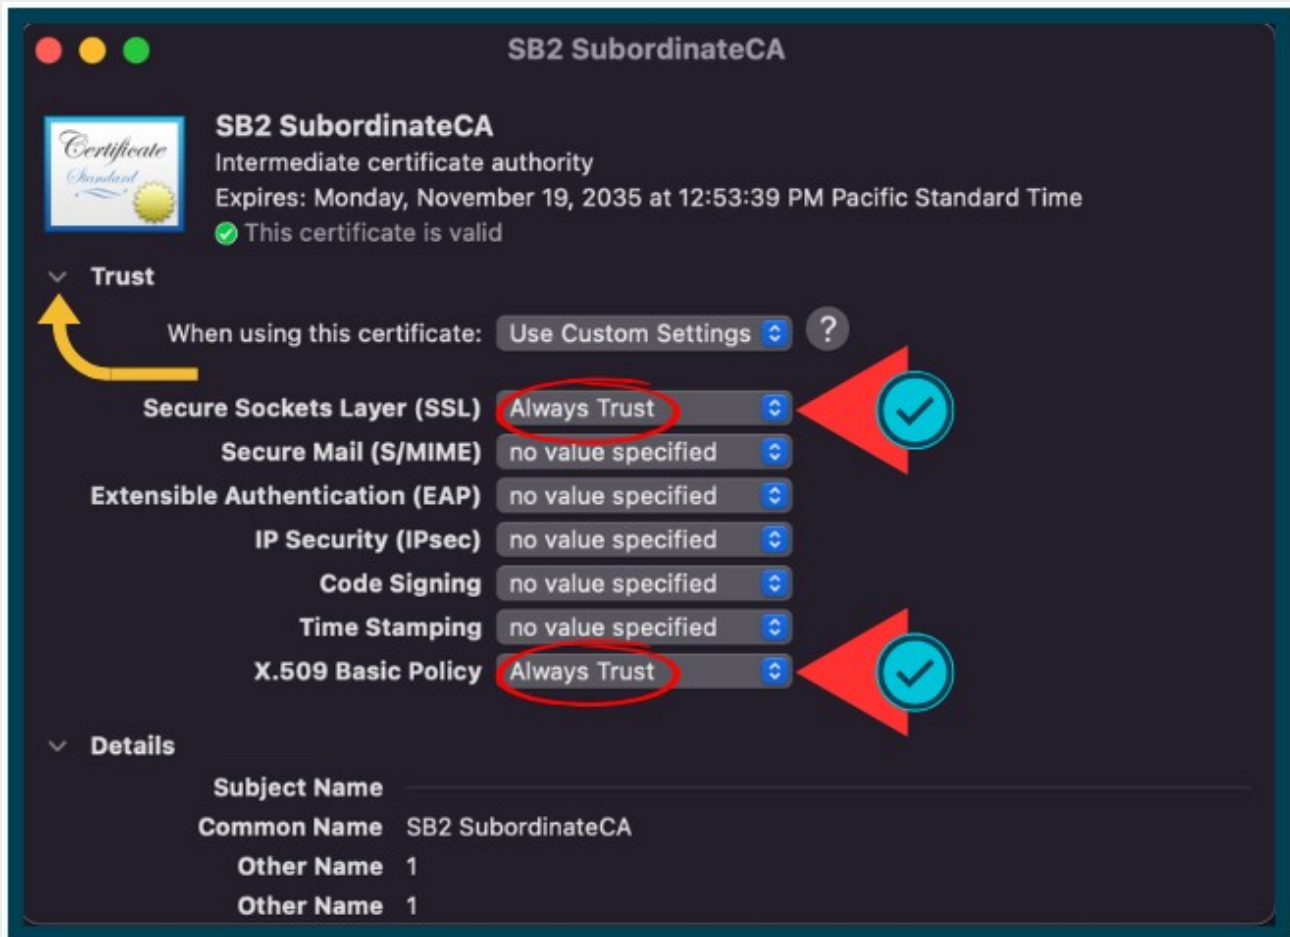 SB2 SubordinateCA
Certificate
Standard
SB2 SubordinateCA
Intermediate certificate authority
Expires: Monday, November 19, 2035 at 12:53:39 PM Pacific Standard Time
This certificate is valid
Trust
When using this certificate: Use Custom Settings ?
Secure Sockets Layer (SSL) Always Trust
Secure Mail (S/MIME) no value specified
Extensible Authentication (EAP) no value specified
IP Security (IPsec) no value specified
Code Signing no value specified
Time Stamping no value specified
X.509 Basic Policy Always Trust
Details
Subject Name
Common Name SB2 SubordinateCA
Other Name 1
Other Name 1